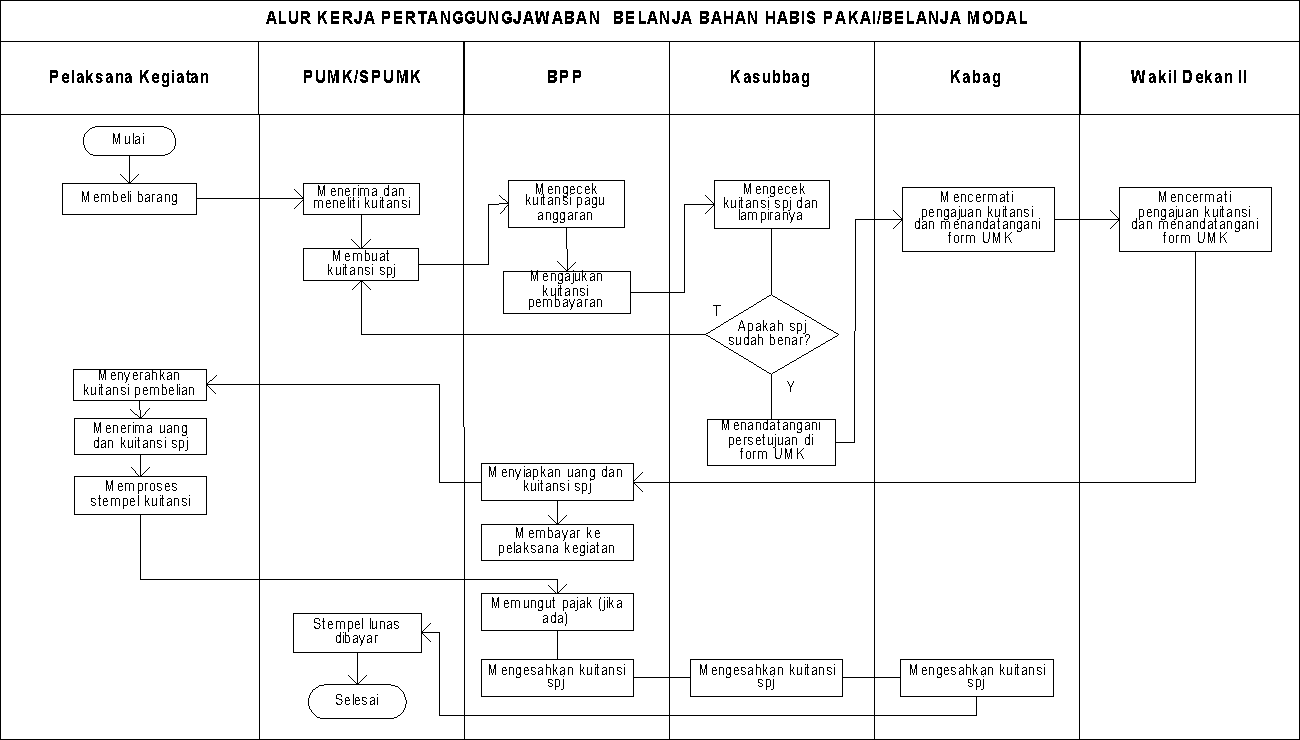 ALUR KERJA PERTANGGUNGJAWABAN BELANJA BAHAN HABIS PAKAI/BELANJA MODAL
Pelaksana Kegiatan
PUMK/SPUMK
BPP
Kasubbag
Kabag
Wakil Dekan II
Mulai
Membeli barang
Menerima dan
meneliti kuitansi
Membuat
kuitansi spj
Mengecek
kuitansi pagu
anggaran
Mengajukan
kuitansi
pembayaran
Mengecek
kuitansi spj dan
lampiranya
Apakah spj
sudah benar?
T
Y
Menandatangani
persetujuan di
form UMK
Mencermati
pengajuan kuitansi
dan menandatangani
form UMK
Mencermati
pengajuan kuitansi
dan menandatangani
form UMK
Menyiapkan uang dan
kuitansi spj
Membayar ke
pelaksana kegiatan
Menyerahkan
kuitansi pembelian
Menerima uang
dan kuitansi spj
Memproses
stempel kuitansi
Memungut pajak (jika
ada)
Mengesahkan kuitansi
spj
Mengesahkan kuitansi
spj
Mengesahkan kuitansi
spj
Stempel lunas
dibayar
Selesai